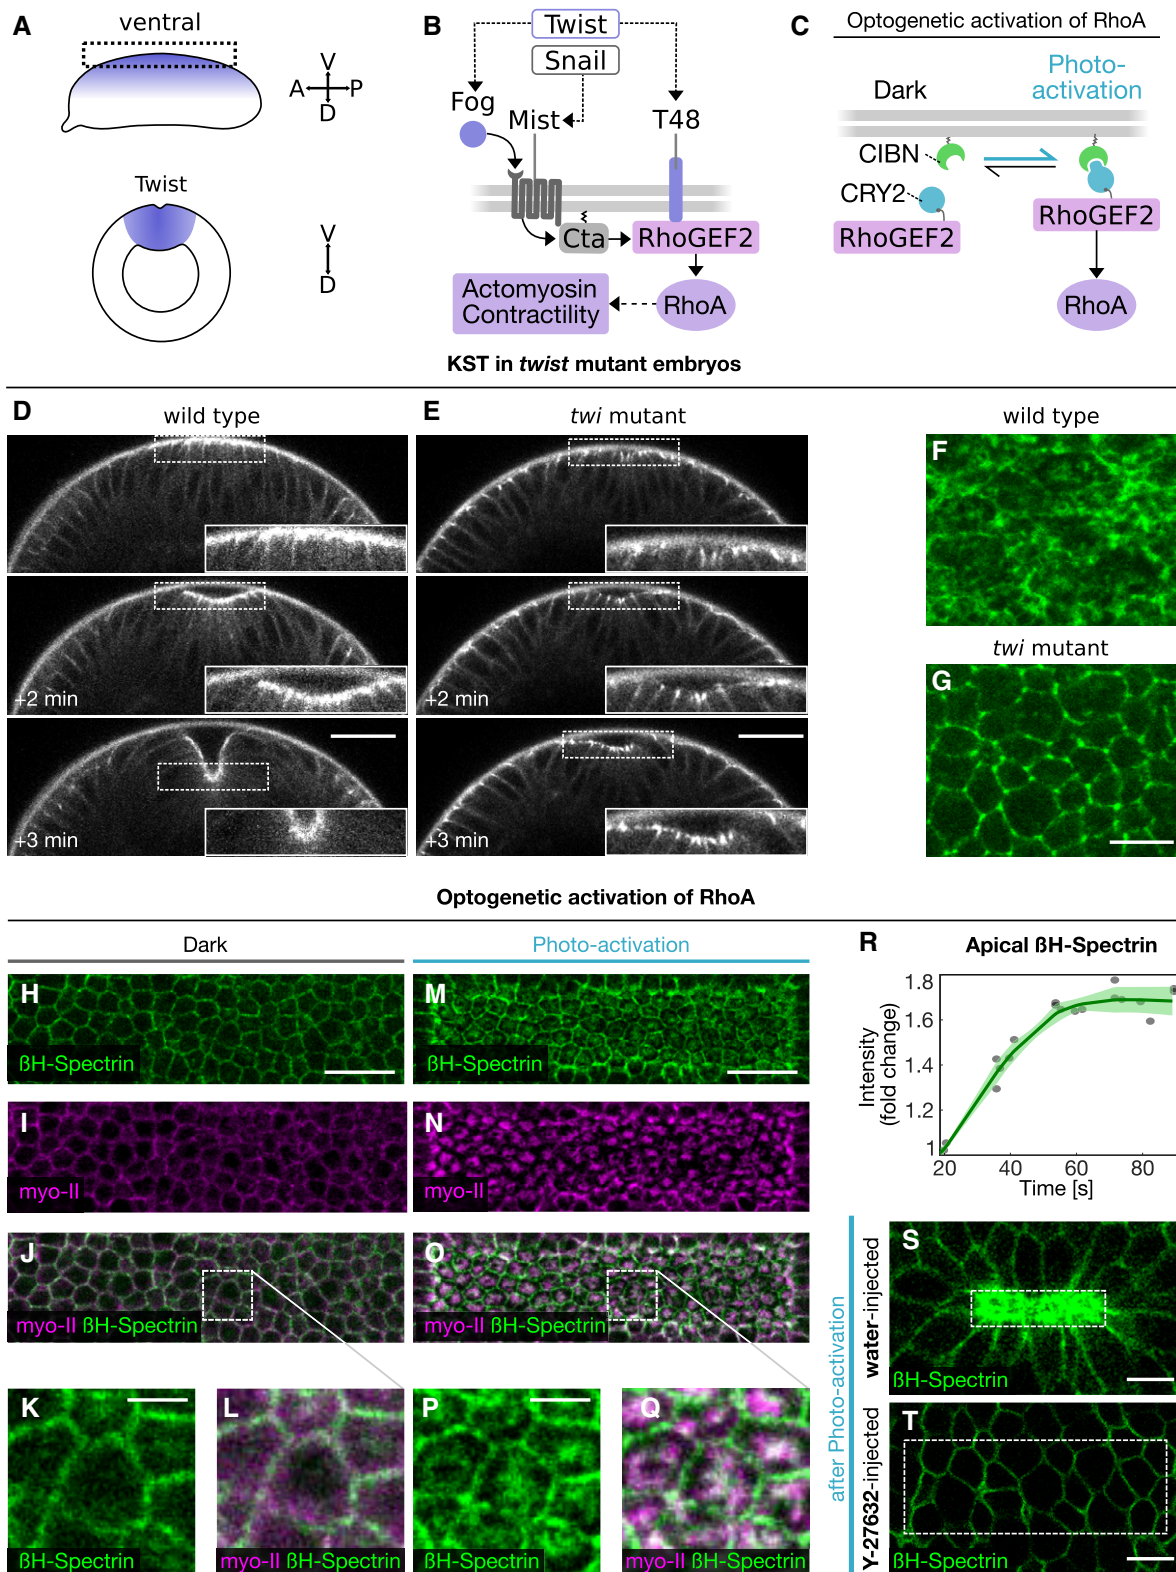 A
ventral
V
A
P
D
Twist
V
D
B
Twist
Snail
Fog
Mist
T48
Cta
RhoGEF2
Actomyosin
Contractility
RhoA
C
Optogenetic activation of RhoA
Dark
Photo-
activation
CIBN
CRY2
RhoGEF2
RhoGEF2
RhoA
KST in twist mutant embryos
D
wild type
+2 min
+3 min
E
twi mutant
+2 min
+3 min
wild type
F
twi mutant
G
Optogenetic activation of RhoA
Dark
Photo-activation
H
ßH-Spectrin
M
ßH-Spectrin
I
myo-II
N
myo-II
J
myo-II ßH-Spectrin
O
myo-II ßH-Spectrin
K
ßH-Spectrin
L
myo-II ßH-Spectrin
P
ßH-Spectrin
Q
myo-II ßH-Spectrin
R
Apical ßH-Spectrin
Intensity
(fold change)
1.8
1.6
1.4
1.2
1
20
40
60
80
Time [s]
after Photo-activation
water-injected
S
ßH-Spectrin
Y-27632-injected
T
ßH-Spectrin